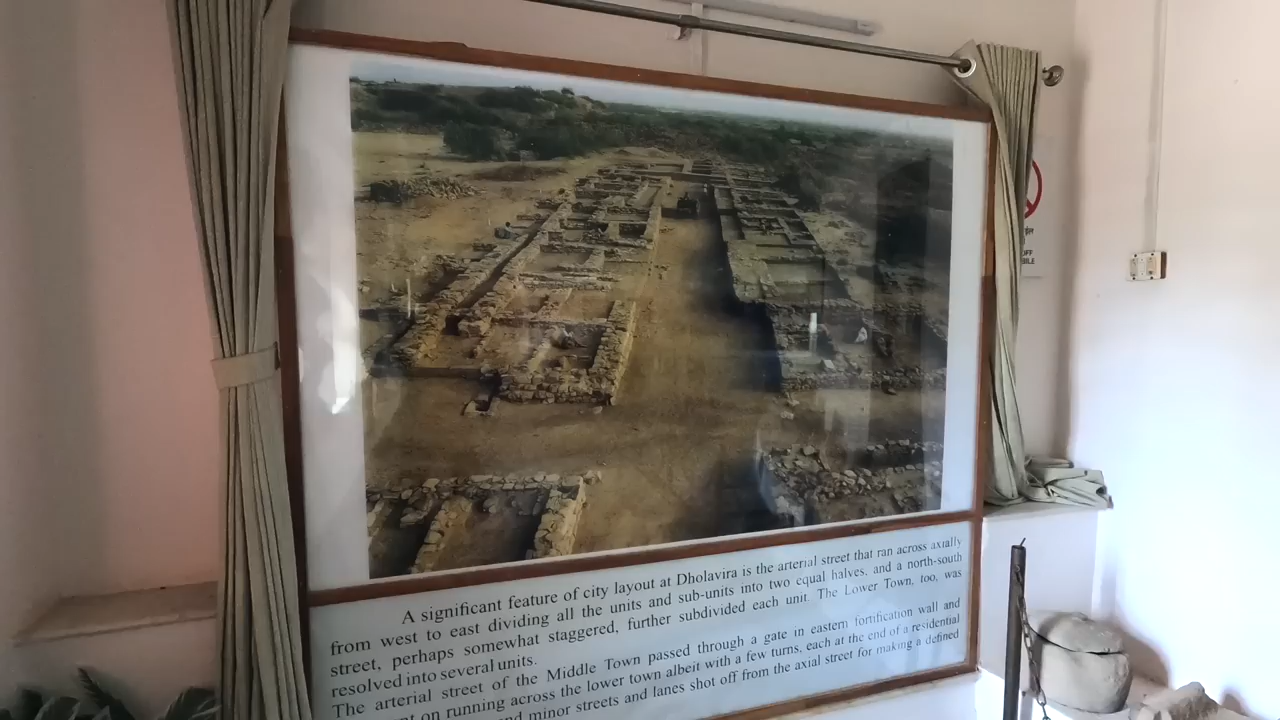 A significant feature of city layout at Dholavira is the arterial street that ran across axially
from west to east dividing all the units and sub-units into two equal halves, and a north-south
street, perhaps somewhat staggered, further subdivided each unit. The Lower Town, too, was
resolved into several units.
The arterial street of the Middle Town passed through a gate in eastern fortification wall and
on running across the lower town albeit with a few turns, each at the end of a residential
minor streets and lanes shot off from the axial street for making a defined